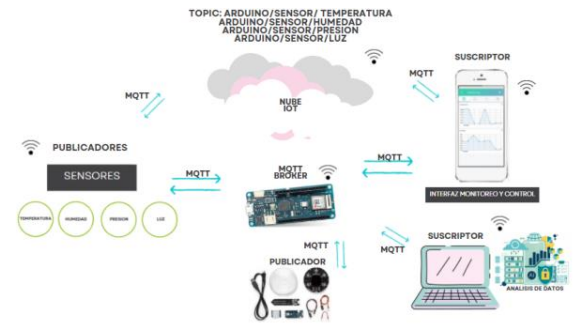 TOPIC: ARDUINO/SENSOR/ TEMPERATURA
ARDUINO/SENSOR/HUMEDAD
ARDUINO/SENSOR/PRESION
ARDUINO/SENSOR/LUZ
SUSCRIPTOR
MQTT
MQTT
NUBE
IOT
PUBLICADORES
SENSORES
MQTT
MQTT
BROKER
MQTT
TEMPERATURA
HUMEDAD
PRESION
LUZ
INTERFAZ MONITOREO Y CONTROL
MQTT
MQTT
SUSCRIPTOR
PUBLICADOR
ANALISIS DE DATOS